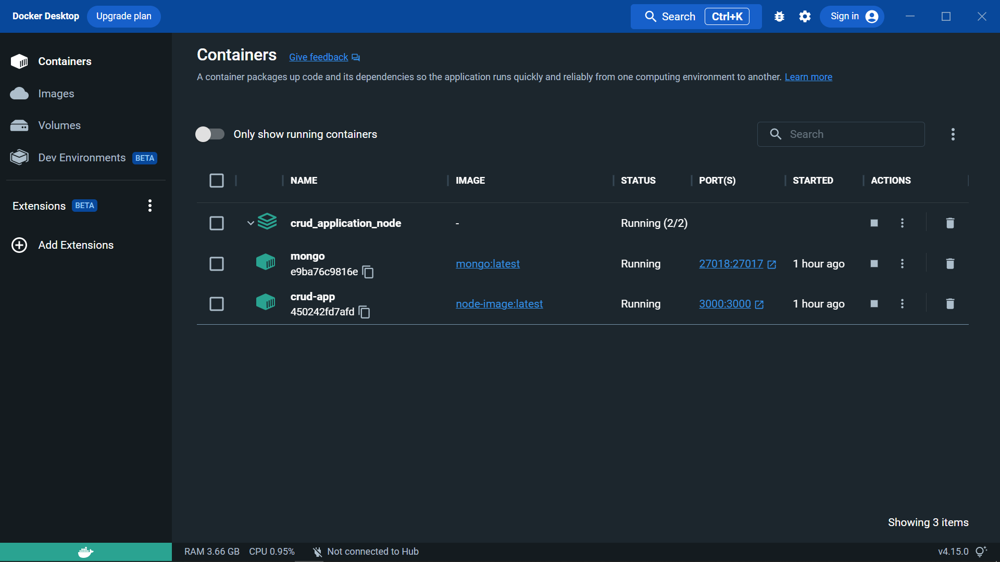 Docker Desktop Upgrade plan Search Ctrl+K Sign in
Containers
Images
Volumes
Dev Environments BETA
Extensions BETA
Add Extensions
Containers Give feedback
A container packages up code and its dependencies so the application runs quickly and reliably from one computing environment to another. Learn more
Only show running containers Search
NAME IMAGE STATUS PORT(S) STARTED ACTIONS
crud_application_node - Running (2/2)
mongo
e9ba76c9816e mongo:latest Running 27018:27017 1 hour ago
crud-app
450242fd7afd node-image:latest Running 3000:3000 1 hour ago
Showing 3 items
RAM 3.66 GB CPU 0.95% Not connected to Hub v4.15.0